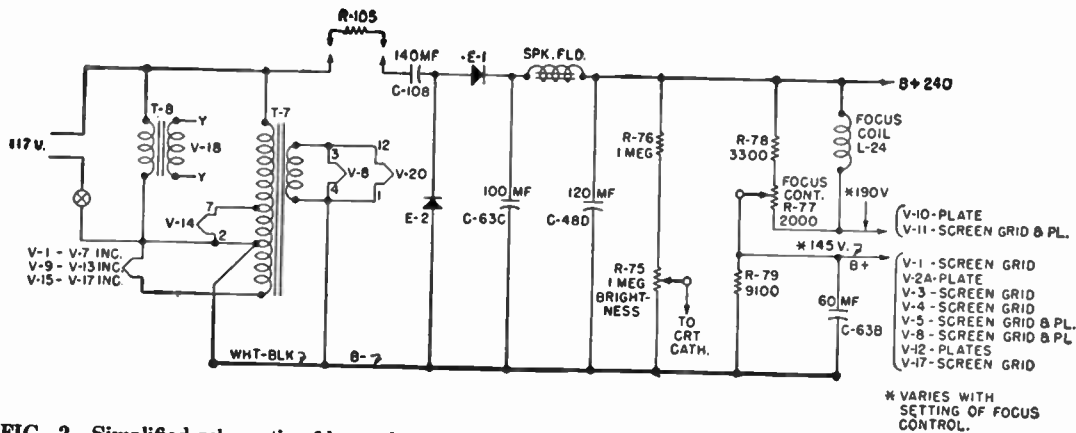 R-105
140MF
C-108
E-1
SPK. FLD.
B+ 240
T-8
T-7
117 V.
Y
V-18
Y
3
12
V-8
V-20
4
1
7
V-14
2
V-1 - V-7 INC.
V-9 - V-13 INC.
V-15 - V-17 INC.
E-2
100 MF
C-63C
120 MF
C-48D
R-76
1 MEG
R-75
1 MEG
BRIGHT-
NESS
TO
CRT
CATH.
R-78
3300
FOCUS
COIL
L-24
FOCUS
CONT.
R-77
2000
*190V
V-10-PLATE
V-11-SCREEN GRID & PL.
*145 V.
B+
R-79
9100
60 MF
C-63B
V-1 - SCREEN GRID
V-2A-PLATE
V-3 - SCREEN GRID
V-4 - SCREEN GRID
V-5 - SCREEN GRID & PL
V-8 - SCREEN GRID & PL
V-12 - PLATES
V-17 - SCREEN GRID
WHT-BLK
B-
* VARIES WITH
SETTING OF FOCUS
CONTROL.
FIG. 2. Simplified schematic of